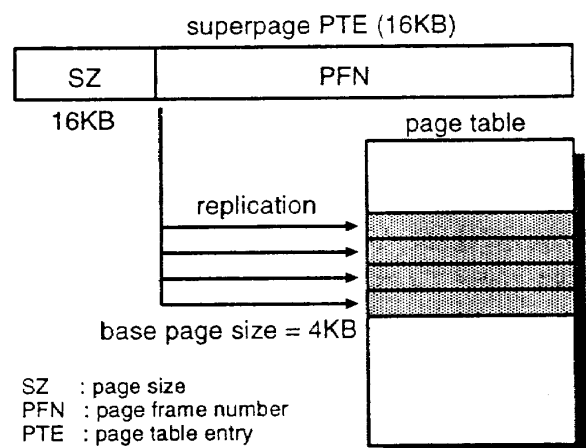 superpage PTE (16KB)
SZ PFN
16KB
page table
replication
base page size = 4KB
SZ : page size
PFN : page frame number
PTE : page table entry